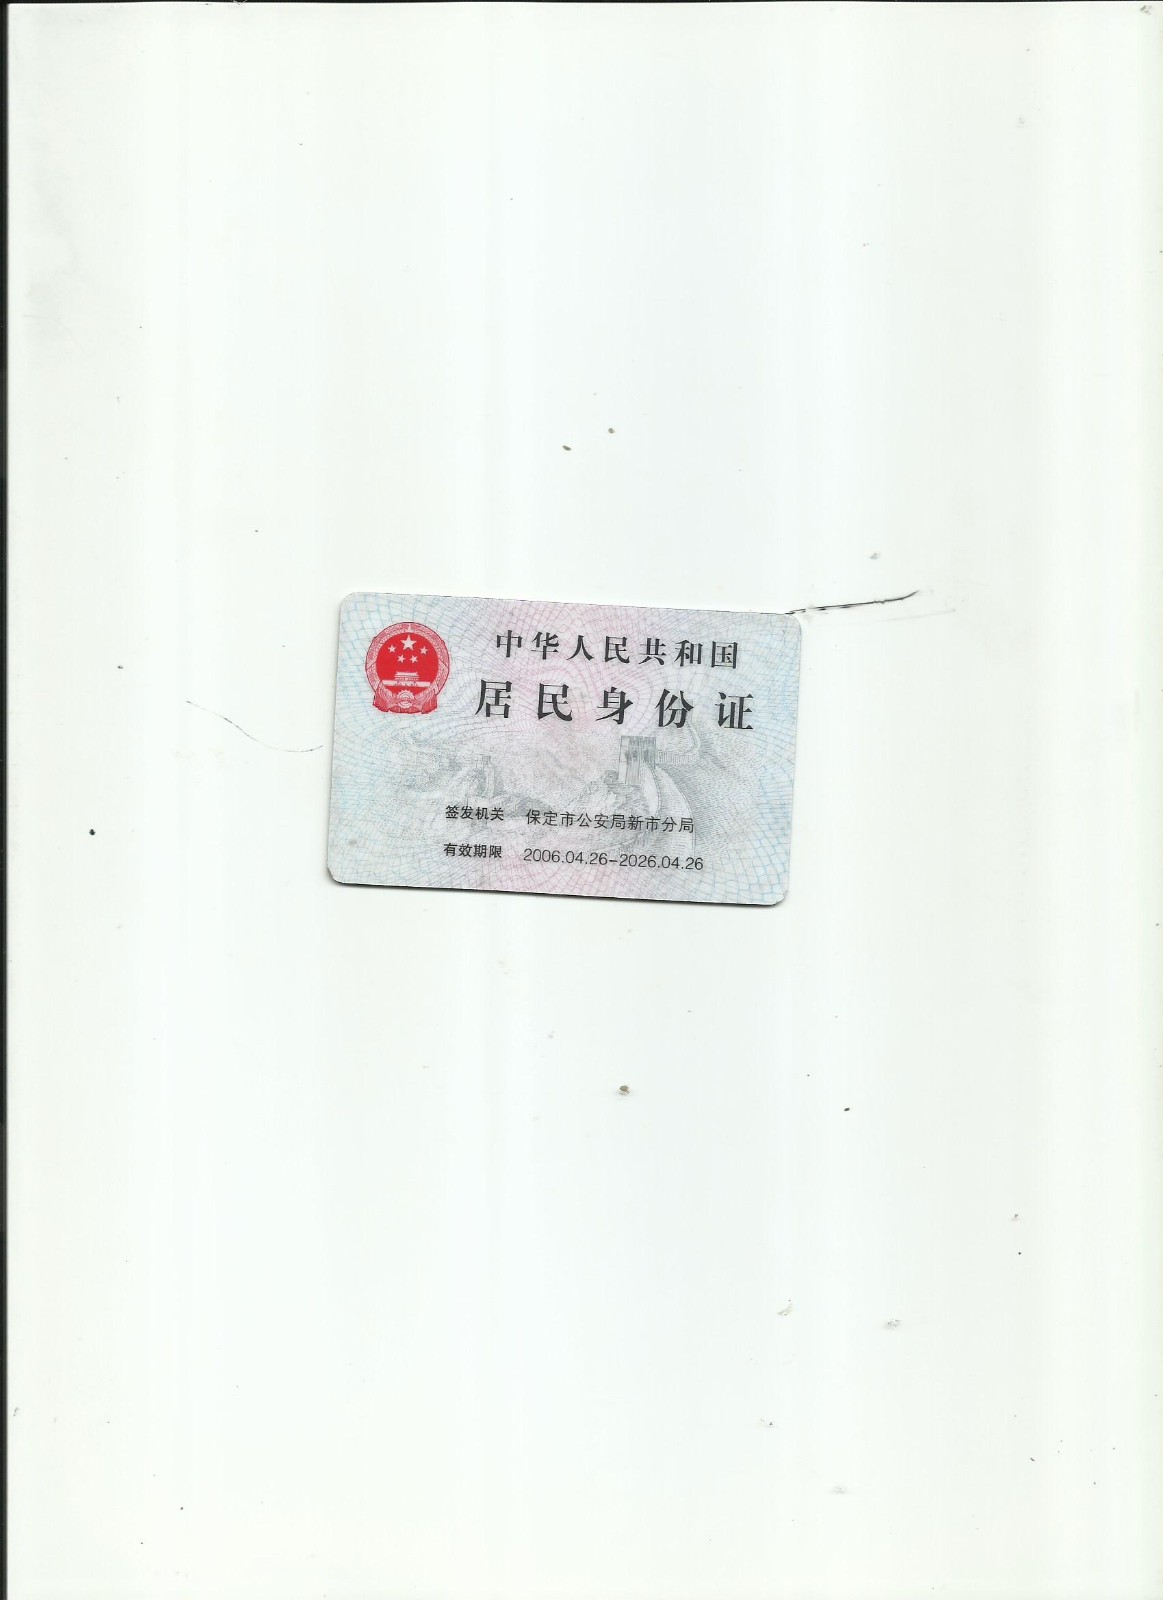 中华人民共和国
居民身份证
签发机关 保定市公安局新市分局
有效期限 2006.04.26-2026.04.26